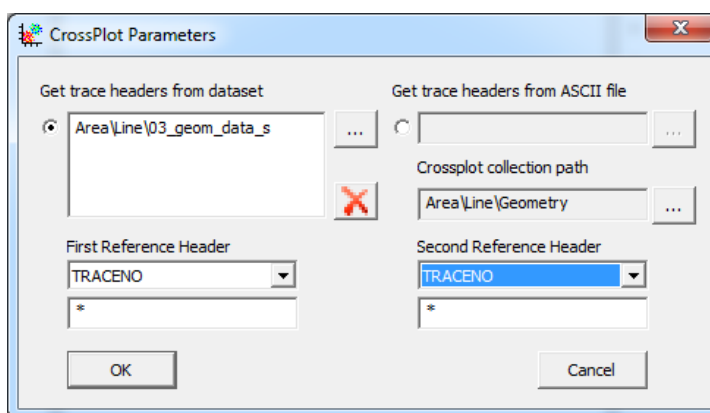 CrossPlot Parameters
Get trace headers from dataset
Get trace headers from ASCII file
Area\Line\03_geom_data_s
...
...
Crossplot collection path
Area\Line\Geometry
...
First Reference Header
Second Reference Header
TRACENO
TRACENO
*
*
OK
Cancel